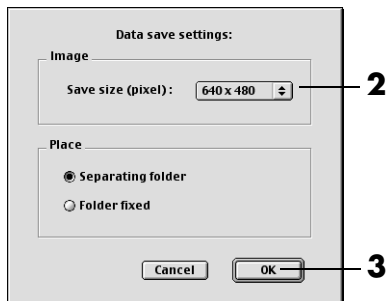 Data save settings:
Image
Save size (pixel) : 640 x 480 2
Place
Separating folder
Folder fixed
Cancel OK 3